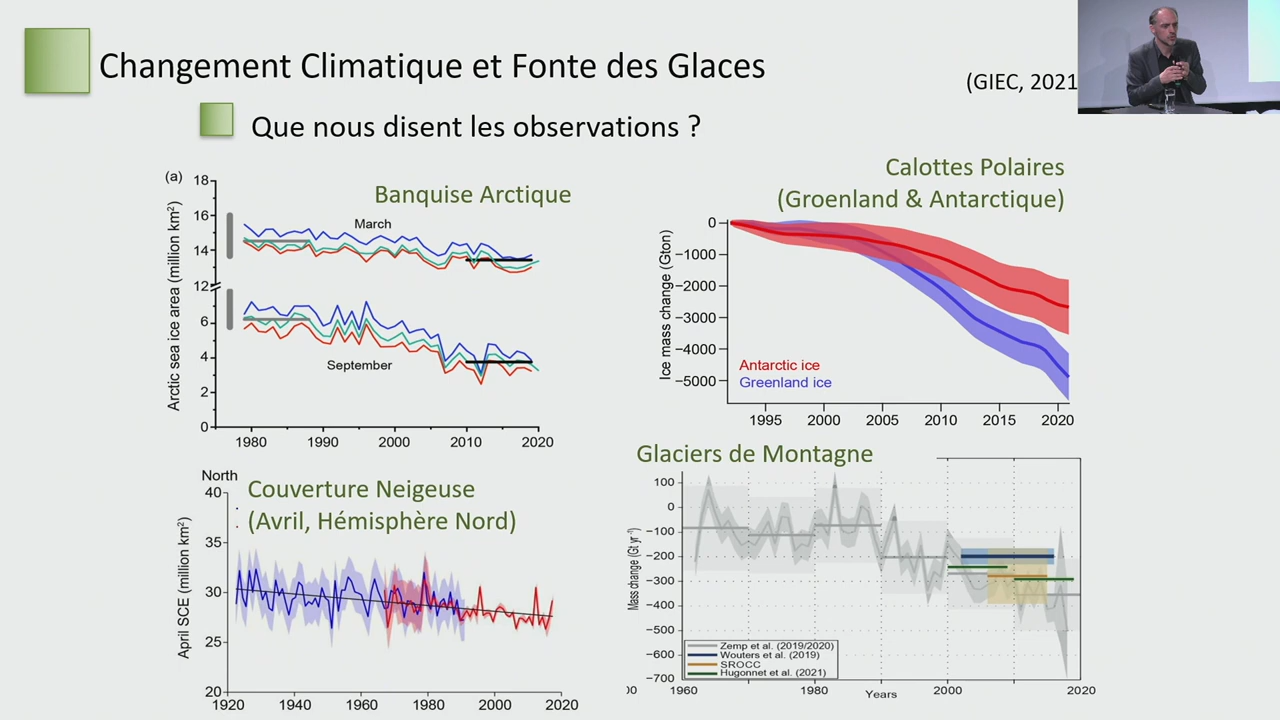 Changement Climatique et Fonte des Glaces
(GIEC, 2021
Que nous disent les observations ?
(a)
Banquise Arctique
Arctic sea ice area (million km²)
18
16
14
12
6
4
2
0
March
September
1980
1990
2000
2010
2020
Calottes Polaires
(Groenland & Antarctique)
Ice mass change (Gton)
0
−1000
−2000
−3000
−4000
−5000
Antarctic ice
Greenland ice
1995
2000
2005
2010
2015
2020
North
Couverture Neigeuse
(Avril, Hémisphère Nord)
April SCE (million km²)
40
35
30
25
20
1920
1940
1960
1980
2000
2020
Glaciers de Montagne
Mass change (Gt yr⁻¹)
100
0
−100
−200
−300
−400
−500
−600
−700
Zemp et al. (2019/2020)
Wouters et al. (2019)
SROCC
Hugonnet et al. (2021)
00
1960
1980
2000
2020
Years